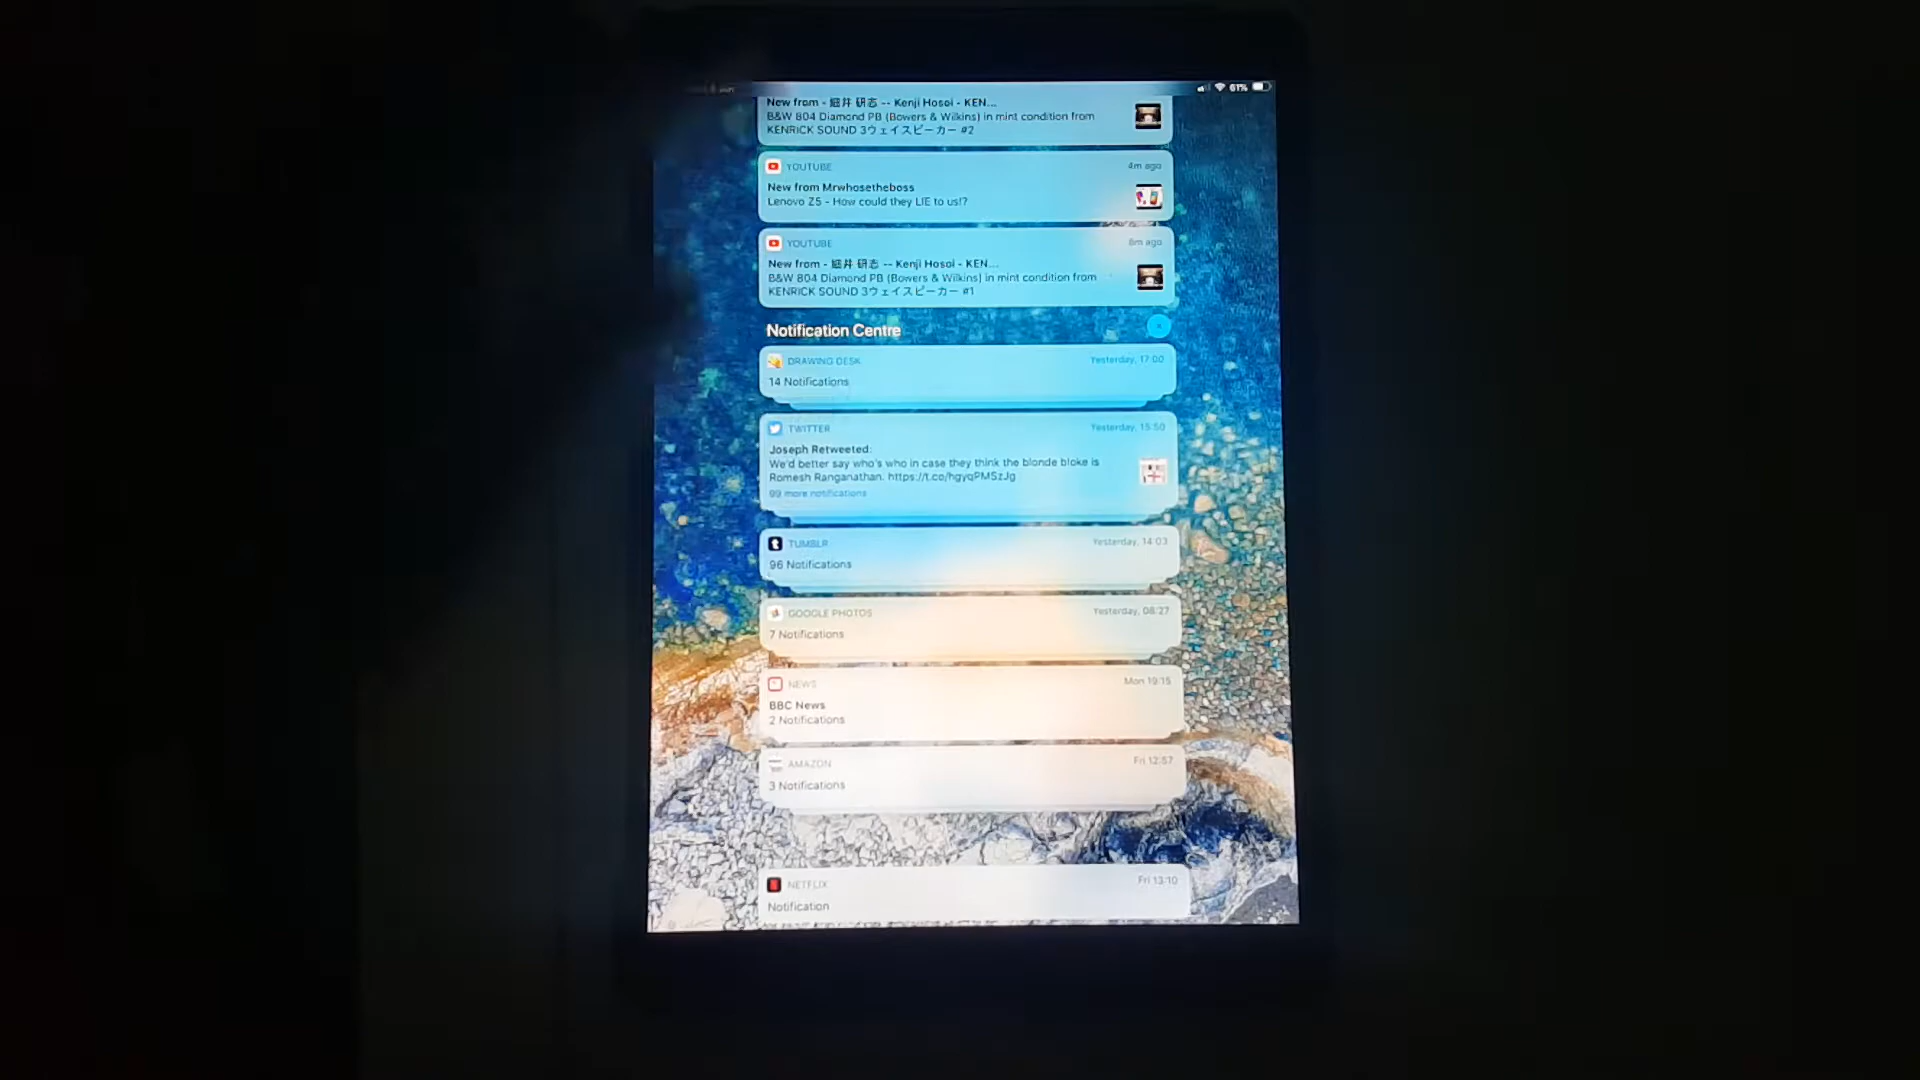 61%
New from - 細井 研志 -- Kenji Hosoi - KEN...
B&W 804 Diamond PB (Bowers & Wilkins) in mint condition from
KENRICK SOUND 3ウェイスピーカー #2
YOUTUBE 4m ago
New from Mrwhosetheboss
Lenovo Z5 - How could they LIE to us!?
YOUTUBE 8m ago
New from - 細井 研志 -- Kenji Hosoi - KEN...
B&W 804 Diamond PB (Bowers & Wilkins) in mint condition from
KENRICK SOUND 3ウェイスピーカー #1
Notification Centre
DRAWING DESK Yesterday, 17:00
14 Notifications
TWITTER Yesterday, 15:50
Joseph Retweeted:
We'd better say who's who in case they think the blonde bloke is
Romesh Ranganathan. https://t.co/hgyqPMSzJg
99 more notifications
TUMBLR Yesterday, 14:03
96 Notifications
GOOGLE PHOTOS Yesterday, 08:27
7 Notifications
NEWS Mon 19:15
BBC News
2 Notifications
AMAZON Fri 12:57
3 Notifications
NETFLIX Fri 13:10
Notification